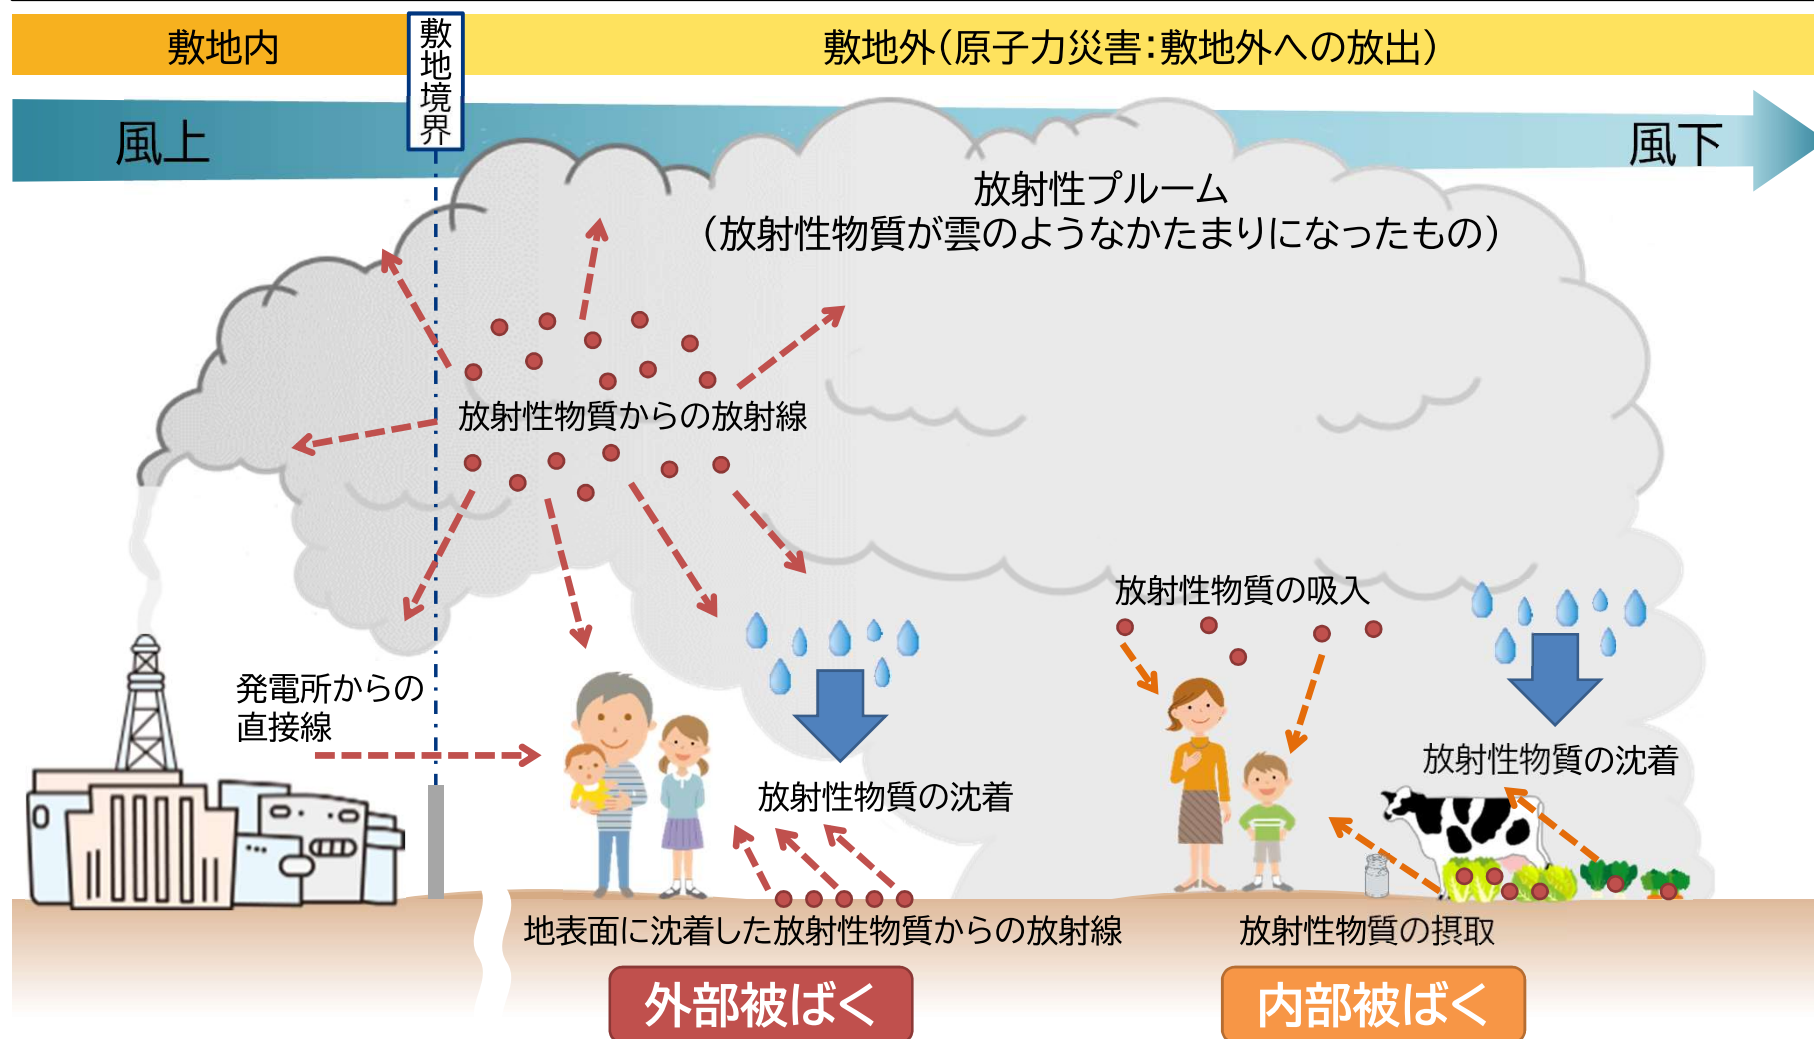 敷地内
敷地境界
敷地外(原子力災害:敷地外への放出)
風上
風下
放射性プルーム
(放射性物質が雲のようなかたまりになったもの)
放射性物質からの放射線
放射性物質の吸入
発電所からの
直接線
放射性物質の沈着
放射性物質の沈着
地表面に沈着した放射性物質からの放射線
放射性物質の摂取
外部被ばく
内部被ばく